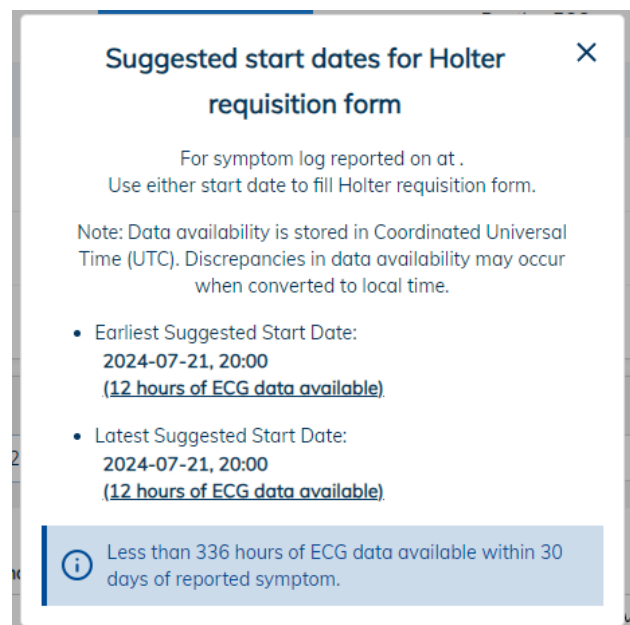 Suggested start dates for Holter
requisition form
For symptom log reported on at .
Use either start date to fill Holter requisition form.
Note: Data availability is stored in Coordinated Universal
Time (UTC). Discrepancies in data availability may occur
when converted to local time.
• Earliest Suggested Start Date:
2024-07-21, 20:00
(12 hours of ECG data available)
• Latest Suggested Start Date:
2024-07-21, 20:00
(12 hours of ECG data available)
Less than 336 hours of ECG data available within 30
days of reported symptom.